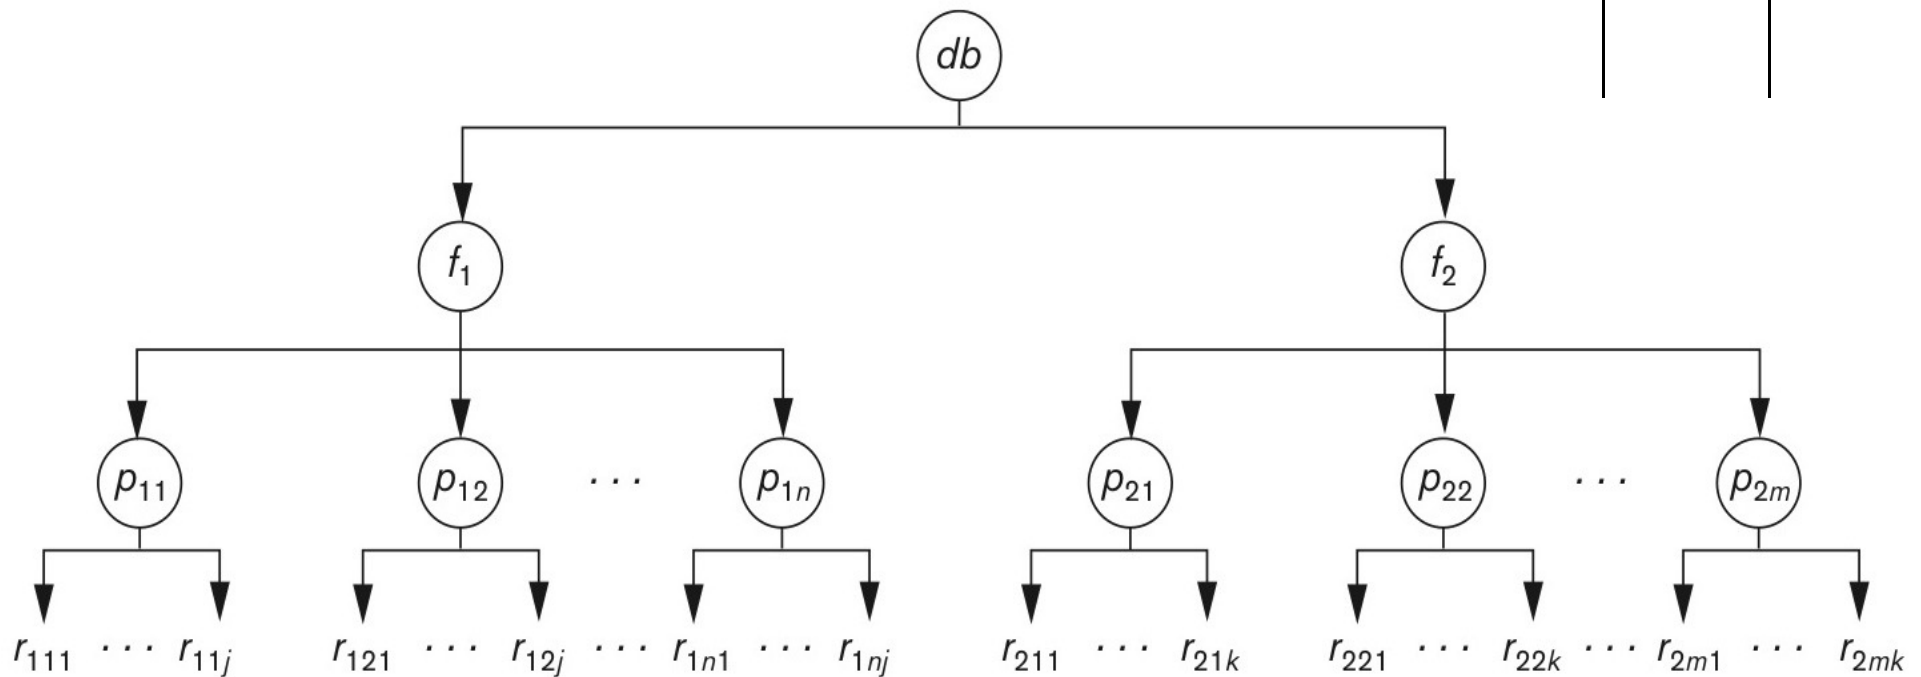 db
f₁ f₂
p₁₁ p₁₂ · · · p₁ₙ p₂₁ p₂₂ · · · p₂ₘ
r₁₁₁ · · · r₁₁ⱼ r₁₂₁ · · · r₁₂ⱼ · · · r₁ₙ₁ · · · r₁ₙⱼ r₂₁₁ · · · r₂₁ₖ r₂₂₁ · · · r₂₂ₖ · · · r₂ₘ₁ · · · r₂ₘₖ